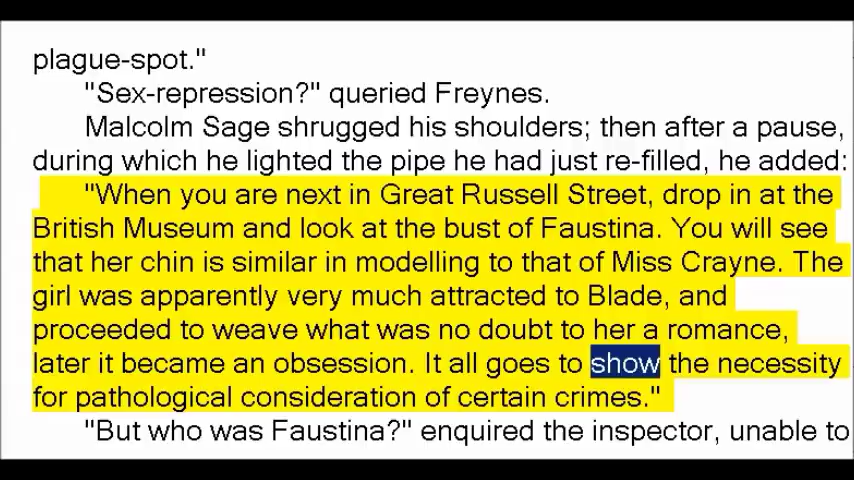 plague-spot."
"Sex-repression?" queried Freynes.
Malcolm Sage shrugged his shoulders; then after a pause,
during which he lighted the pipe he had just re-filled, he added:
"When you are next in Great Russell Street, drop in at the
British Museum and look at the bust of Faustina. You will see
that her chin is similar in modelling to that of Miss Crayne. The
girl was apparently very much attracted to Blade, and
proceeded to weave what was no doubt to her a romance,
later it became an obsession. It all goes to show the necessity
for pathological consideration of certain crimes."
"But who was Faustina?" enquired the inspector, unable to